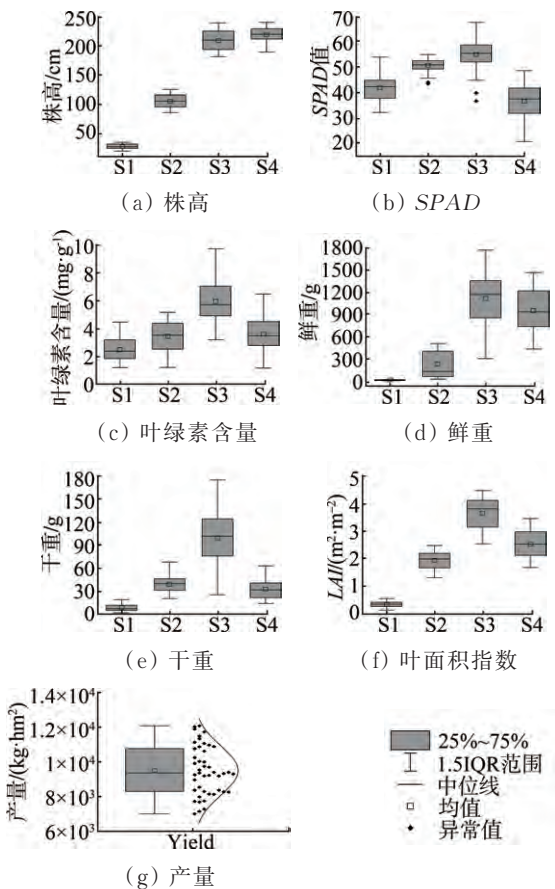 株高/cm
250
200
150
100
50
S1 S2 S3 S4
(a) 株高
SPAD值
70
60
50
40
30
20
S1 S2 S3 S4
(b) SPAD
叶绿素含量/(mg·g⁻¹)
10
8
6
4
2
0
S1 S2 S3 S4
(c) 叶绿素含量
鲜重/g
1800
1500
1200
900
600
300
0
S1 S2 S3 S4
(d) 鲜重
干重/g
180
150
120
90
60
30
0
S1 S2 S3 S4
(e) 干重
LAI/(m²·m⁻²)
5
4
3
2
1
0
S1 S2 S3 S4
(f) 叶面积指数
产量/(kg·hm²)
1.4×10⁴
1.2×10⁴
1×10⁴
8×10³
6×10³
Yield
(g) 产量
25%~75%
1.5IQR范围
中位线
均值
异常值